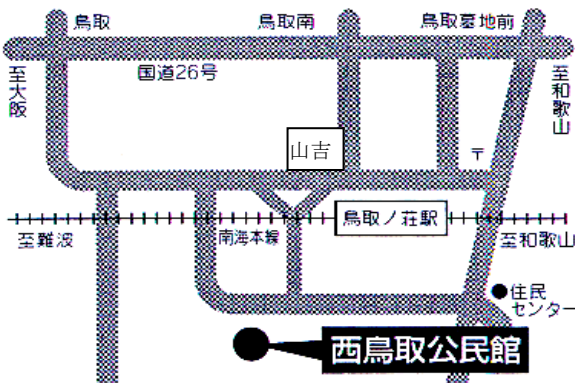 鳥取
鳥取南
鳥取墓地前
国道26号
至大阪
至和歌山
山吉
〒
鳥取ノ荘駅
至難波
南海本線
至和歌山
住民
センター
西鳥取公民館